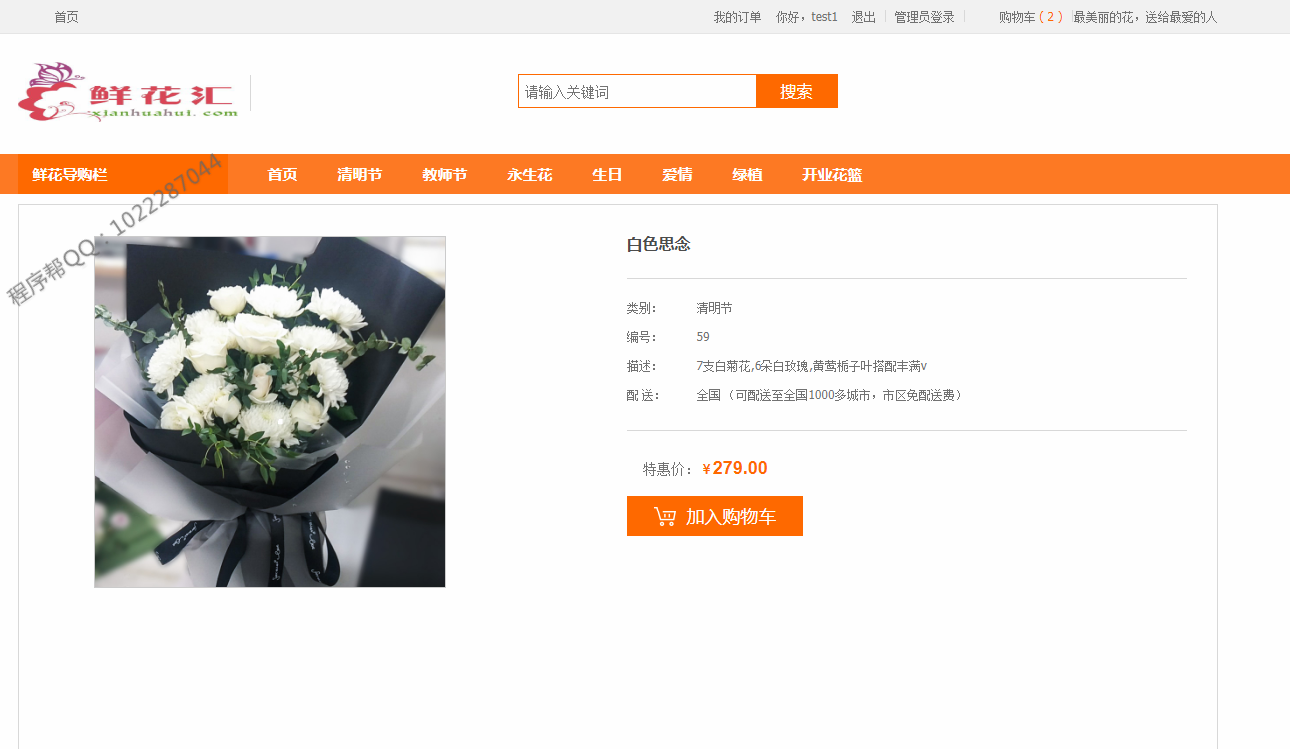 首页
我的订单 你好，test1 退出 管理员登录 购物车（2） 最美丽的花，送给最爱的人
鲜花汇
xianhuahui.com
请输入关键词 搜索
鲜花导购栏 首页 清明节 教师节 永生花 生日 爱情 绿植 开业花篮
程序帮QQ：1022287044
白色思念
类别： 清明节
编号： 59
描述： 7支白菊花,6朵白玫瑰,黄莺栀子叶搭配丰满v
配 送： 全国（可配送至全国1000多城市，市区免配送费）
特惠价：￥279.00
加入购物车